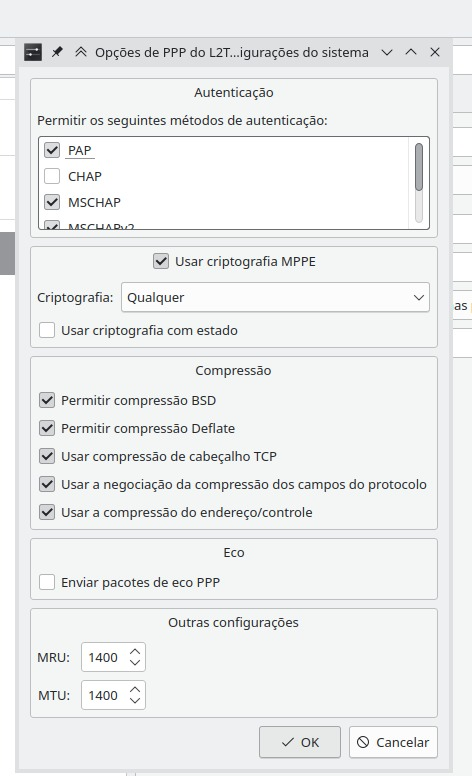 Opções de PPP do L2T...igurações do sistema
Autenticação
Permitir os seguintes métodos de autenticação:
PAP
CHAP
MSCHAP
MSCHAPv2
Usar criptografia MPPE
Criptografia: Qualquer
Usar criptografia com estado
Compressão
Permitir compressão BSD
Permitir compressão Deflate
Usar compressão de cabeçalho TCP
Usar a negociação da compressão dos campos do protocolo
Usar a compressão do endereço/controle
Eco
Enviar pacotes de eco PPP
Outras configurações
MRU: 1400
MTU: 1400
OK Cancelar